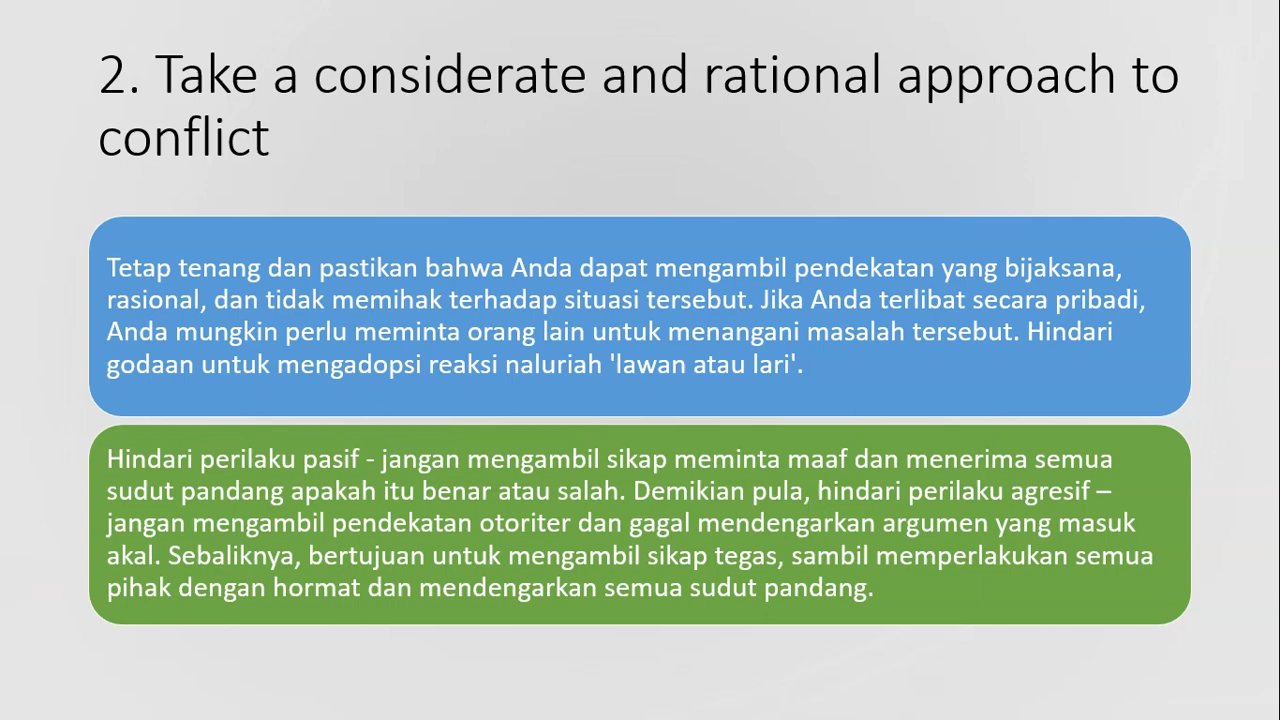 2. Take a considerate and rational approach to
conflict
Tetap tenang dan pastikan bahwa Anda dapat mengambil pendekatan yang bijaksana,
rasional, dan tidak memihak terhadap situasi tersebut. Jika Anda terlibat secara pribadi,
Anda mungkin perlu meminta orang lain untuk menangani masalah tersebut. Hindari
godaan untuk mengadopsi reaksi naluriah 'lawan atau lari'.
Hindari perilaku pasif - jangan mengambil sikap meminta maaf dan menerima semua
sudut pandang apakah itu benar atau salah. Demikian pula, hindari perilaku agresif –
jangan mengambil pendekatan otoriter dan gagal mendengarkan argumen yang masuk
akal. Sebaliknya, bertujuan untuk mengambil sikap tegas, sambil memperlakukan semua
pihak dengan hormat dan mendengarkan semua sudut pandang.